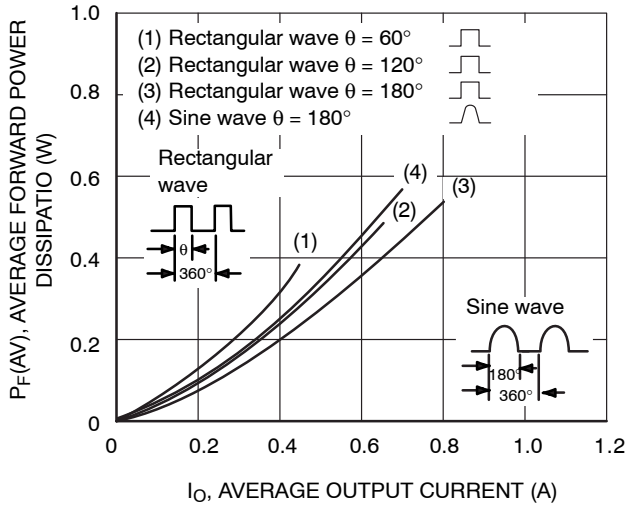 1.0
0.8
0.6
0.4
0.2
0
P_F(AV), AVERAGE FORWARD POWER
DISSIPATIO (W)
(1) Rectangular wave θ = 60°
(2) Rectangular wave θ = 120°
(3) Rectangular wave θ = 180°
(4) Sine wave θ = 180°
Rectangular
wave
θ
360°
(1)
(4)
(2)
(3)
Sine wave
180°
360°
0
0.2
0.4
0.6
0.8
1.0
1.2
I_O, AVERAGE OUTPUT CURRENT (A)